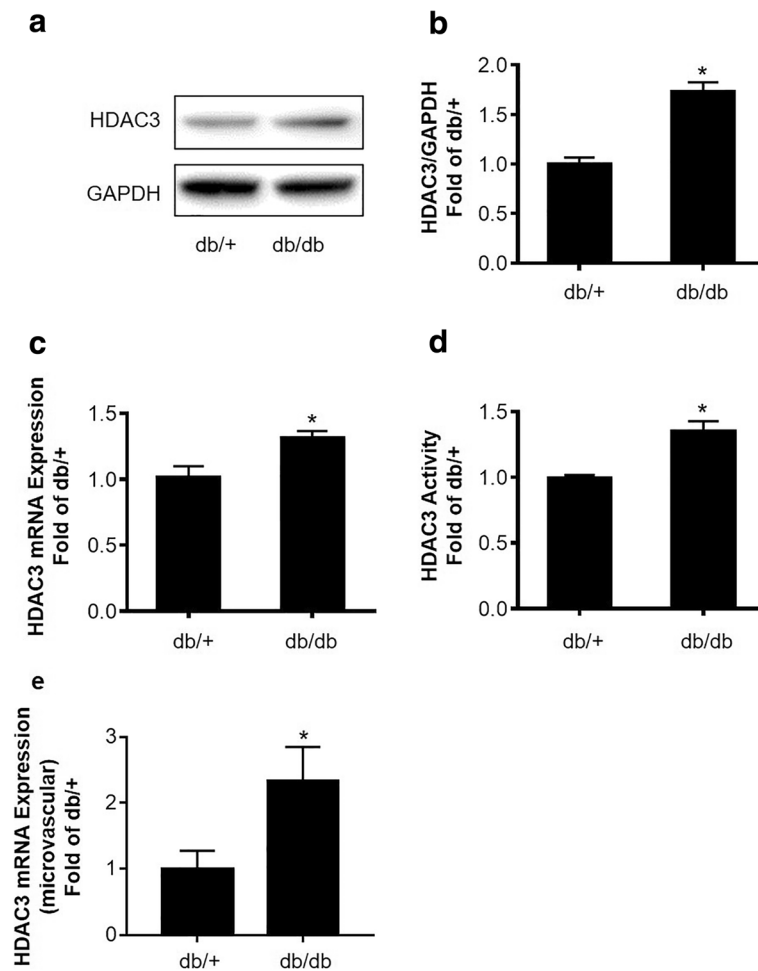 a
HDAC3
GAPDH
db/+ db/db
b
HDAC3/GAPDH
Fold of db/+
2.0
1.5
1.0
0.5
0.0
*
db/+ db/db
c
HDAC3 mRNA Expression
Fold of db/+
1.5
1.0
0.5
0.0
*
db/+ db/db
d
HDAC3 Activity
Fold of db/+
1.5
1.0
0.5
0.0
*
db/+ db/db
e
HDAC3 mRNA Expression
(microvascular)
Fold of db/+
3
2
1
0
*
db/+ db/db